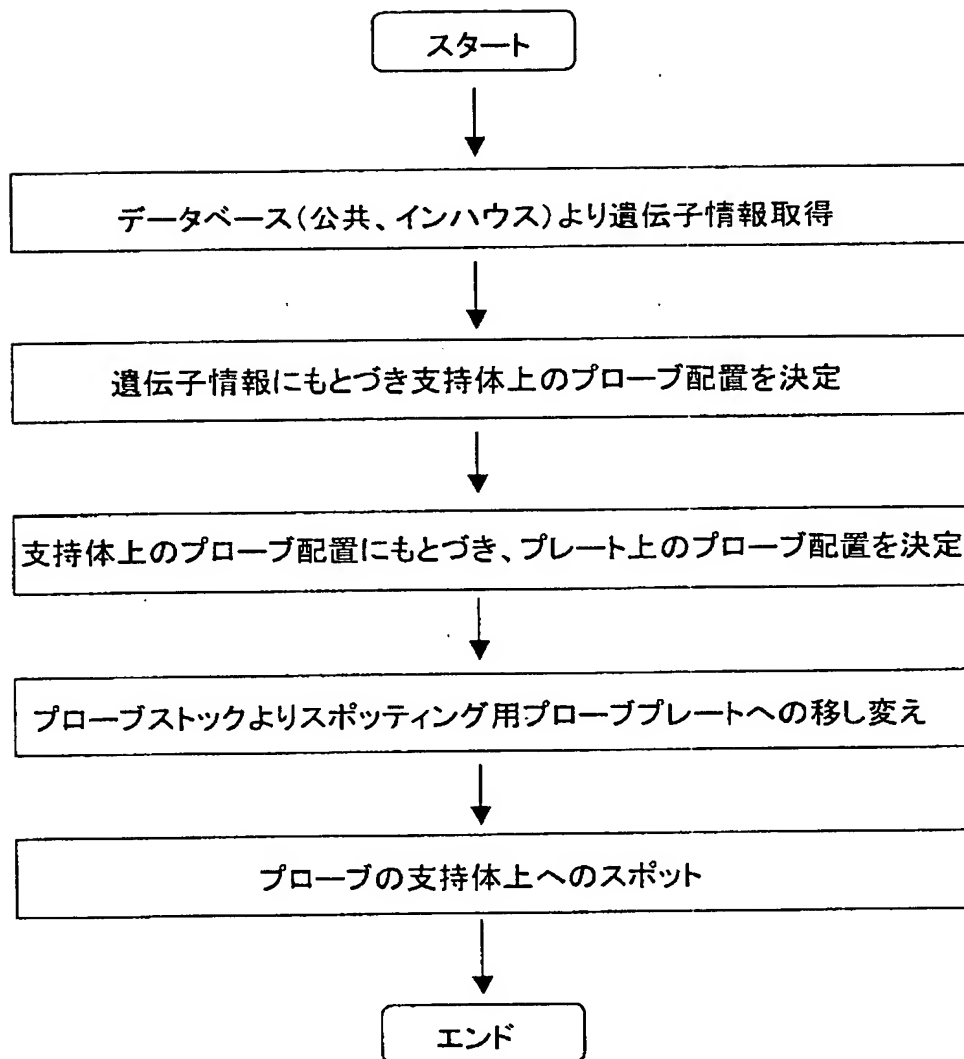 スタート
データベース(公共、インハウス)より遺伝子情報取得
遺伝子情報にもとづき支持体上のプローブ配置を決定
支持体上のプローブ配置にもとづき、プレート上のプローブ配置を決定
プローブストックよりスポッティング用プローブプレートへの移し変え
プローブの支持体上へのスポット
エンド